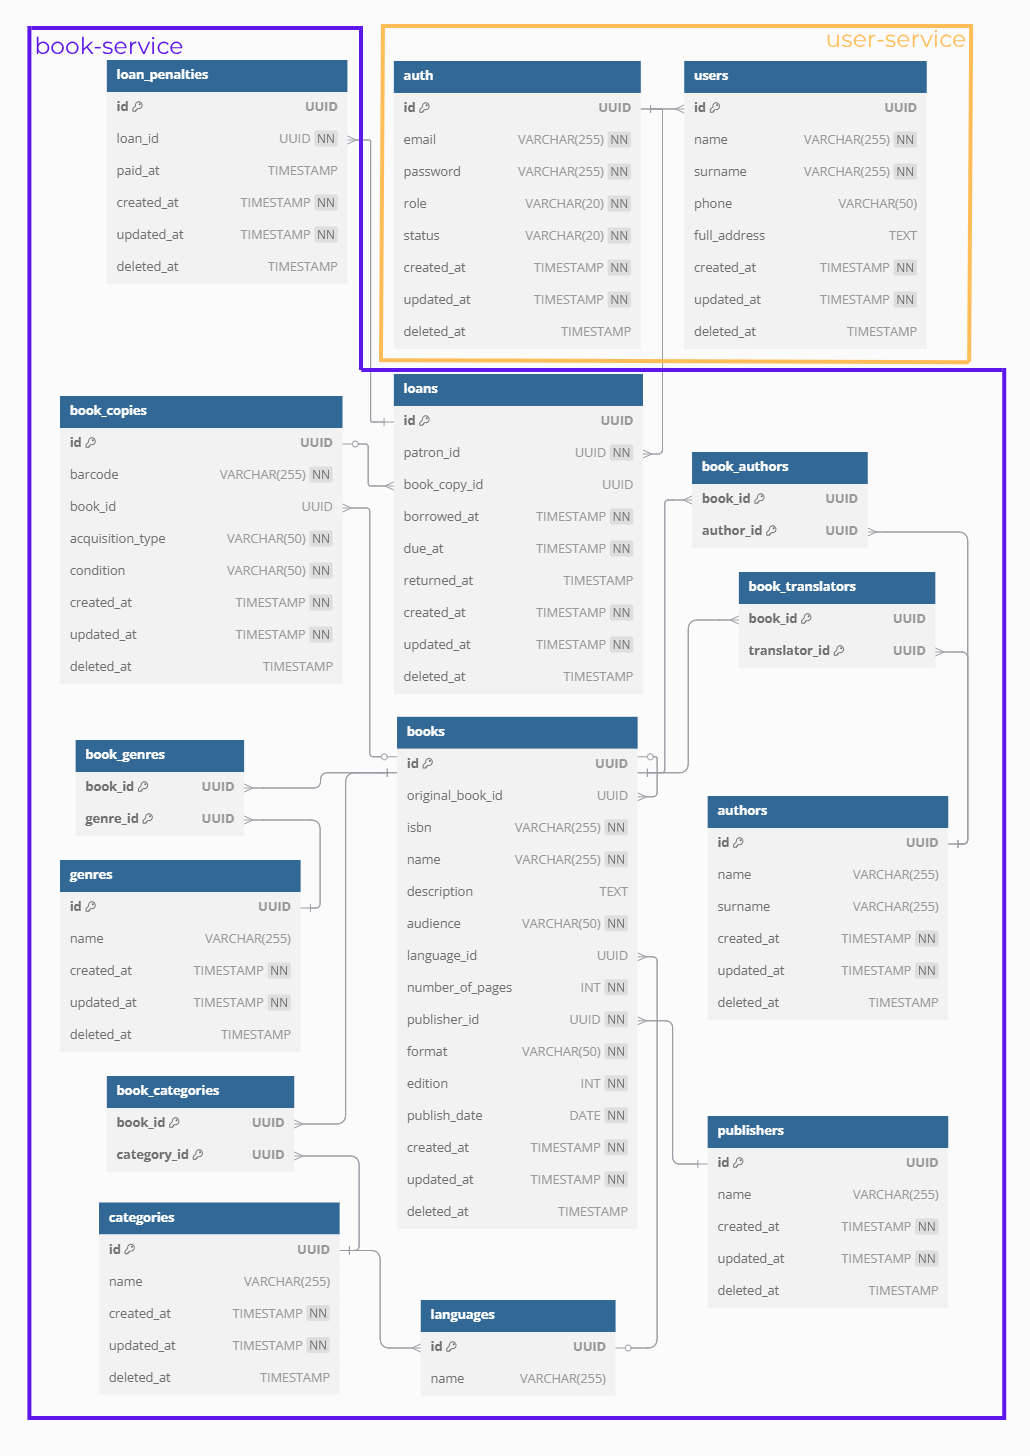 book-service
user-service
loan_penalties
id UUID
loan_id UUID NN
paid_at TIMESTAMP
created_at TIMESTAMP NN
updated_at TIMESTAMP NN
deleted_at TIMESTAMP
auth
id UUID
email VARCHAR(255) NN
password VARCHAR(255) NN
role VARCHAR(20) NN
status VARCHAR(20) NN
created_at TIMESTAMP NN
updated_at TIMESTAMP NN
deleted_at TIMESTAMP
users
id UUID
name VARCHAR(255) NN
surname VARCHAR(255) NN
phone VARCHAR(50)
full_address TEXT
created_at TIMESTAMP NN
updated_at TIMESTAMP NN
deleted_at TIMESTAMP
book_copies
id UUID
barcode VARCHAR(255) NN
book_id UUID
acquisition_type VARCHAR(50) NN
condition VARCHAR(50) NN
created_at TIMESTAMP NN
updated_at TIMESTAMP NN
deleted_at TIMESTAMP
loans
id UUID
patron_id UUID NN
book_copy_id UUID
borrowed_at TIMESTAMP NN
due_at TIMESTAMP NN
returned_at TIMESTAMP
created_at TIMESTAMP NN
updated_at TIMESTAMP NN
deleted_at TIMESTAMP
book_authors
book_id UUID
author_id UUID
book_translators
book_id UUID
translator_id UUID
book_genres
book_id UUID
genre_id UUID
books
id UUID
original_book_id UUID
isbn VARCHAR(255) NN
name VARCHAR(255) NN
description TEXT
audience VARCHAR(50) NN
language_id UUID
number_of_pages INT NN
publisher_id UUID NN
format VARCHAR(50) NN
edition INT NN
publish_date DATE NN
created_at TIMESTAMP NN
updated_at TIMESTAMP NN
deleted_at TIMESTAMP
authors
id UUID
name VARCHAR(255)
surname VARCHAR(255)
created_at TIMESTAMP NN
updated_at TIMESTAMP NN
deleted_at TIMESTAMP
genres
id UUID
name VARCHAR(255)
created_at TIMESTAMP NN
updated_at TIMESTAMP NN
deleted_at TIMESTAMP
book_categories
book_id UUID
category_id UUID
publishers
id UUID
name VARCHAR(255)
created_at TIMESTAMP NN
updated_at TIMESTAMP NN
deleted_at TIMESTAMP
categories
id UUID
name VARCHAR(255)
created_at TIMESTAMP NN
updated_at TIMESTAMP NN
deleted_at TIMESTAMP
languages
id UUID
name VARCHAR(255)